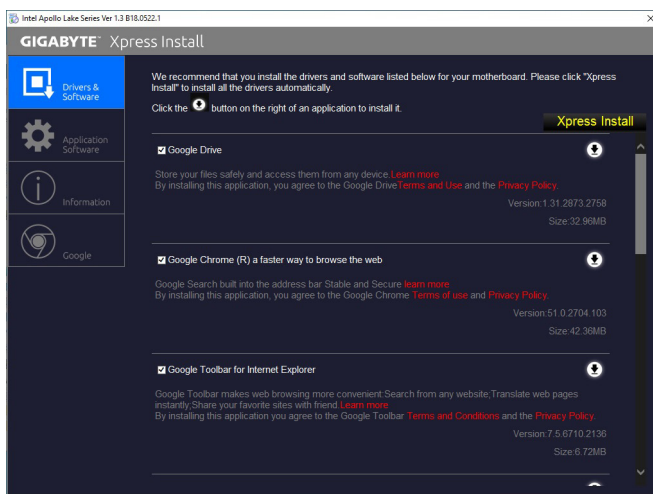 Intel Apollo Lake Series Ver 1.3 B18.0522.1
GIGABYTE™ Xpress Install
Drivers &
Software
Application
Software
Information
Google
We recommend that you install the drivers and software listed below for your motherboard. Please click "Xpress
Install" to install all the drivers automatically.
Click the button on the right of an application to install it.
Xpress Install
Google Drive
Store your files safely and access them from any device.Learn more
By installing this application, you agree to the Google DriveTerms and Use and the Privacy Policy.
Version:1.31.2873.2758
Size:32.96MB
Google Chrome (R) a faster way to browse the web
Google Search built into the address bar Stable and Secure learn more
By installing this application, you agree to the Google Chrome Terms of use and Privacy Policy.
Version:51.0.2704.103
Size:42.36MB
Google Toolbar for Internet Explorer
Google Toolbar makes web browsing more convenient:Search from any website;Translate web pages
instantly;Share your favorite sites with friend.Learn more
By installing this application you agree to the Google Toolbar Terms and Conditions and the Privacy Policy.
Version:7.5.6710.2136
Size:6.72MB